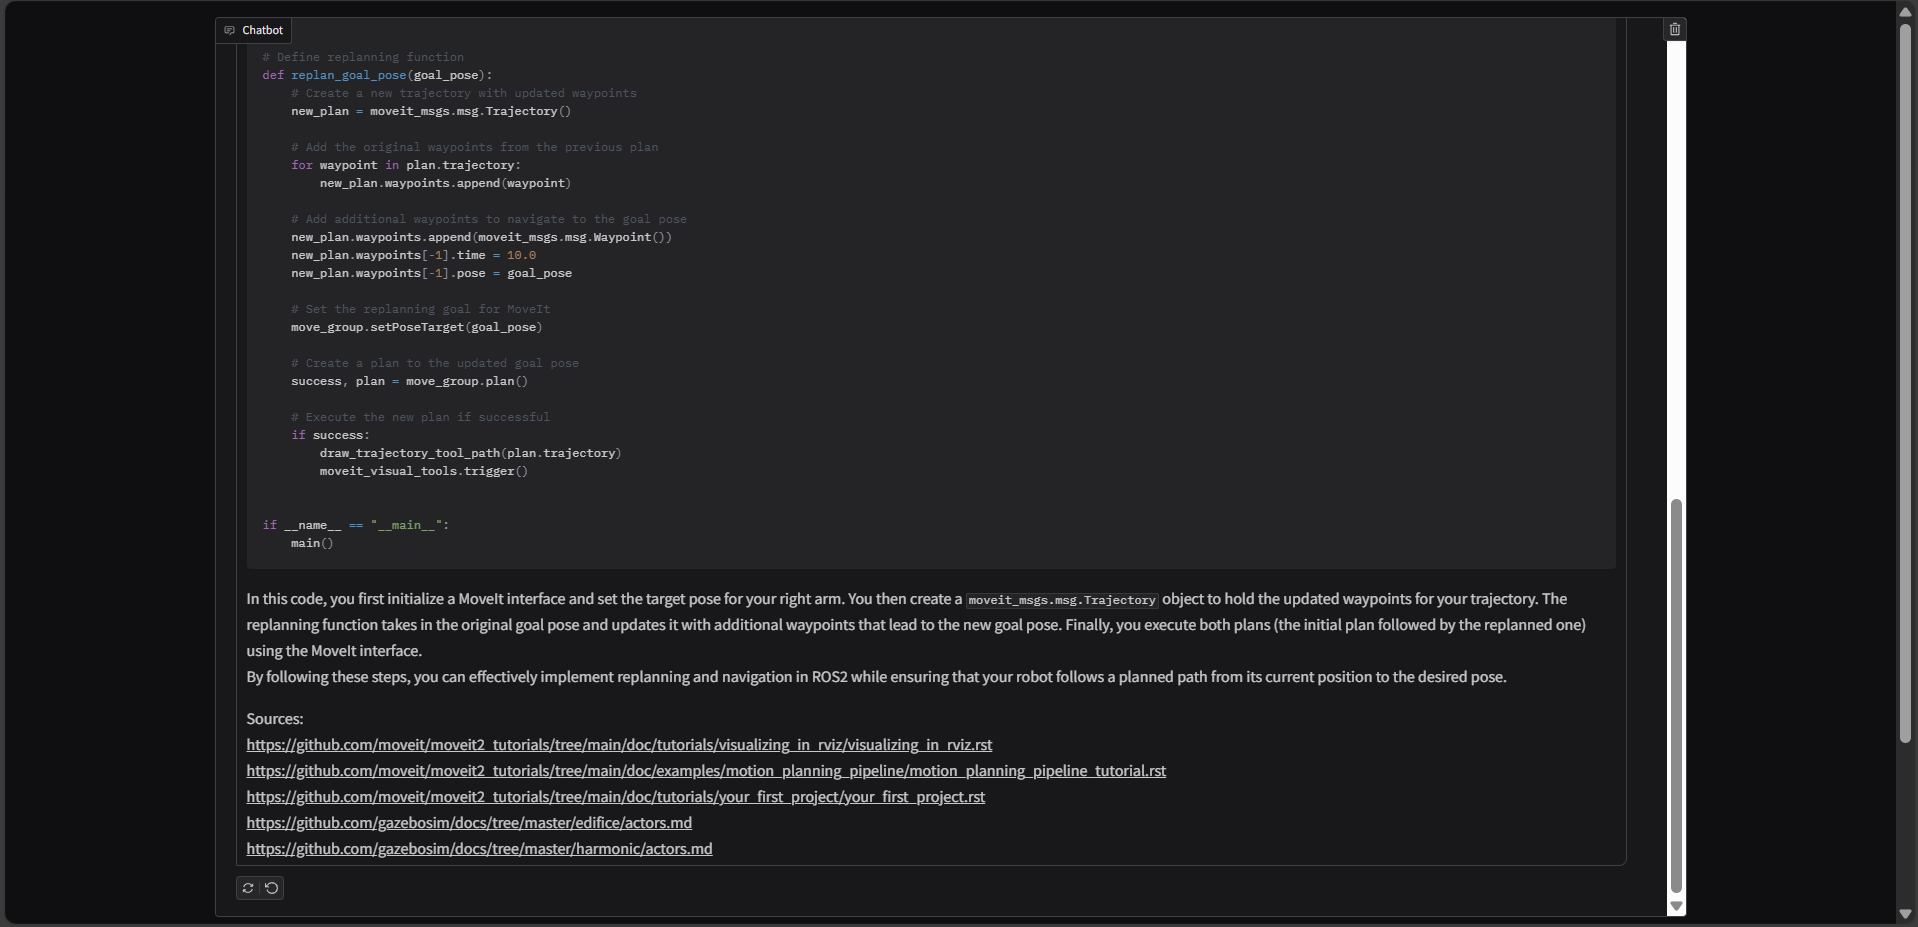 Chatbot
# Define replanning function
def replan_goal_pose(goal_pose):
    # Create a new trajectory with updated waypoints
    new_plan = moveit_msgs.msg.Trajectory()
    # Add the original waypoints from the previous plan
    for waypoint in plan.trajectory:
        new_plan.waypoints.append(waypoint)
    # Add additional waypoints to navigate to the goal pose
    new_plan.waypoints.append(moveit_msgs.msg.Waypoint())
    new_plan.waypoints[-1].time = 10.0
    new_plan.waypoints[-1].pose = goal_pose
    # Set the replanning goal for MoveIt
    move_group.setPoseTarget(goal_pose)
    # Create a plan to the updated goal pose
    success, plan = move_group.plan()
    # Execute the new plan if successful
    if success:
        draw_trajectory_tool_path(plan.trajectory)
        moveit_visual_tools.trigger()
if __name__ == "__main__":
    main()
In this code, you first initialize a MoveIt interface and set the target pose for your right arm. You then create a moveit_msgs.msg.Trajectory object to hold the updated waypoints for your trajectory. The
replanning function takes in the original goal pose and updates it with additional waypoints that lead to the new goal pose. Finally, you execute both plans (the initial plan followed by the replanned one)
using the MoveIt interface.
By following these steps, you can effectively implement replanning and navigation in ROS2 while ensuring that your robot follows a planned path from its current position to the desired pose.
Sources:
https://github.com/moveit/moveit2_tutorials/tree/main/doc/tutorials/visualizing_in_rviz/visualizing_in_rviz.rst
https://github.com/moveit/moveit2_tutorials/tree/main/doc/examples/motion_planning_pipeline/motion_planning_pipeline_tutorial.rst
https://github.com/moveit/moveit2_tutorials/tree/main/doc/tutorials/your_first_project/your_first_project.rst
https://github.com/gazebosim/docs/tree/master/edifice/actors.md
https://github.com/gazebosim/docs/tree/master/harmonic/actors.md